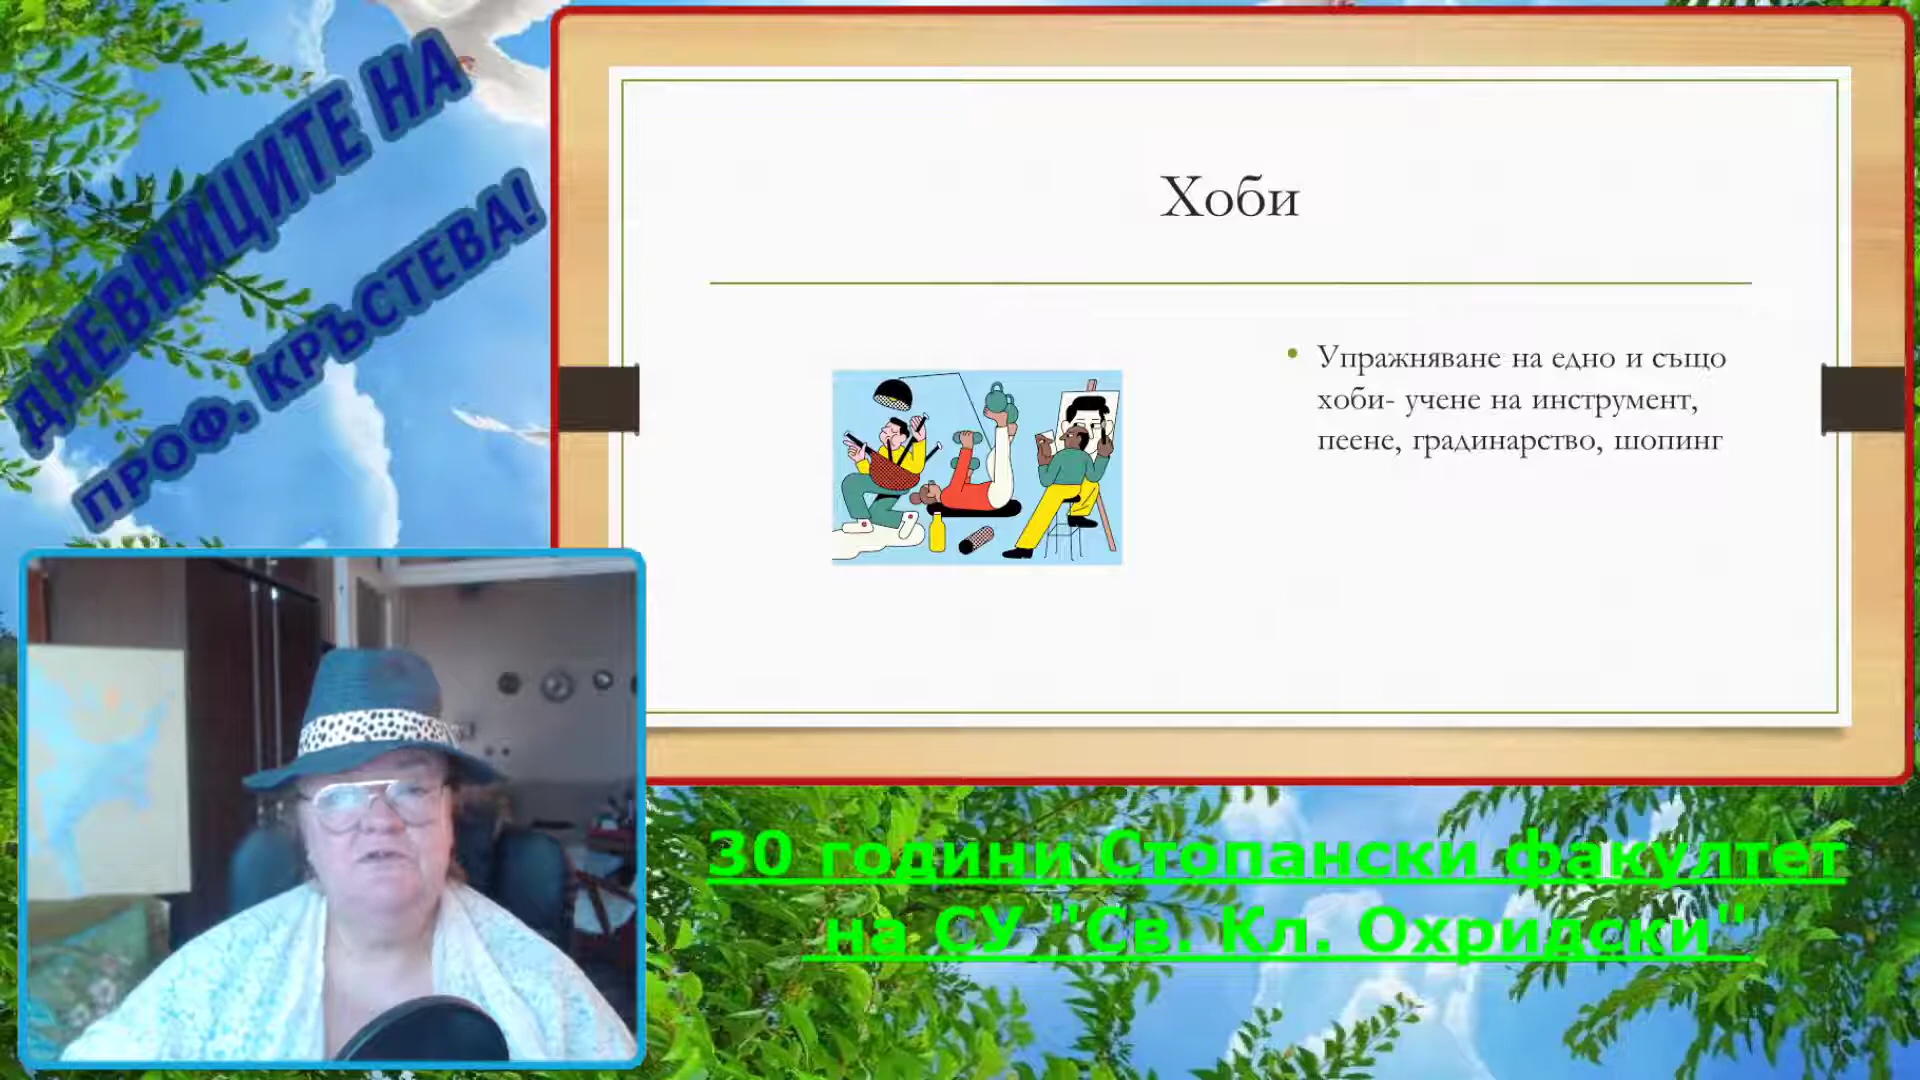 ДНЕВНИЦИТЕ НА
ПРОФ. КРЪСТЕВА!
Хоби
• Упражняване на едно и също
хоби- учене на инструмент,
пеене, градинарство, шопинг
30 години Стопански факултет
на СУ "Св. Кл. Охридски"